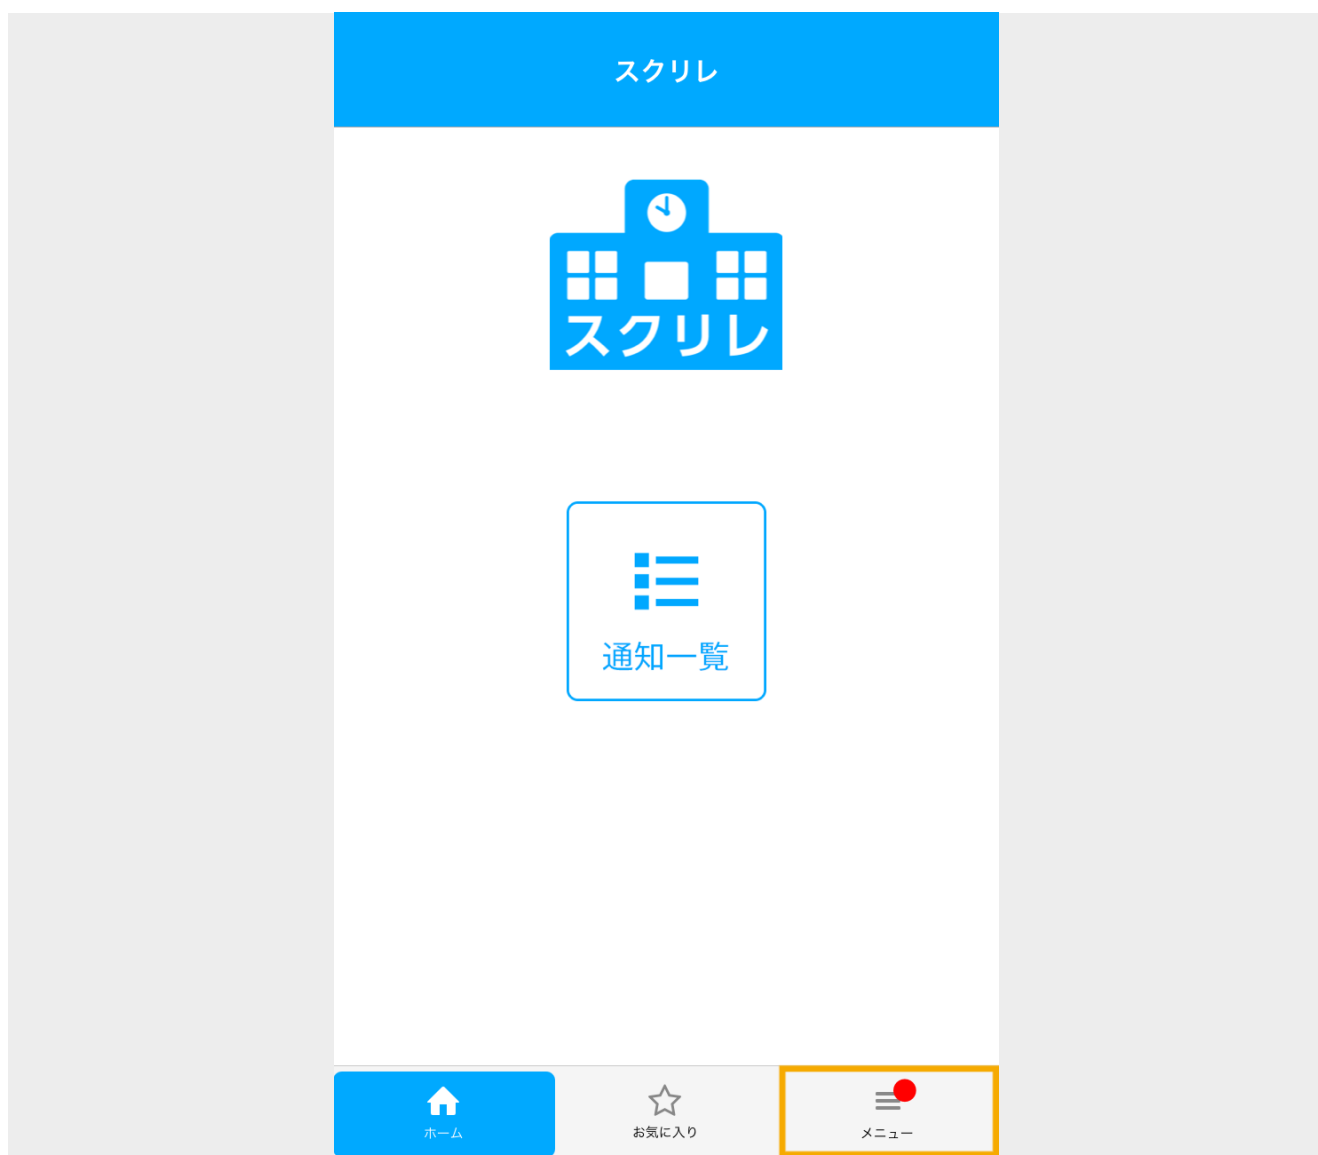 スクリレ
スクリレ
通知一覧
ホーム
お気に入り
メニュー